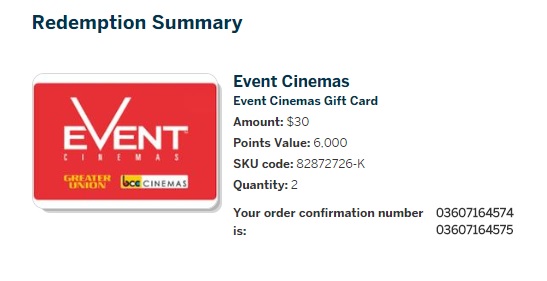 Redemption Summary
EVENT
CINEMAS
GREATER
UNION
bcc CINEMAS
Event Cinemas
Event Cinemas Gift Card
Amount: $30
Points Value: 6,000
SKU code: 82872726-K
Quantity: 2
Your order confirmation number 03607164574
is: 03607164575